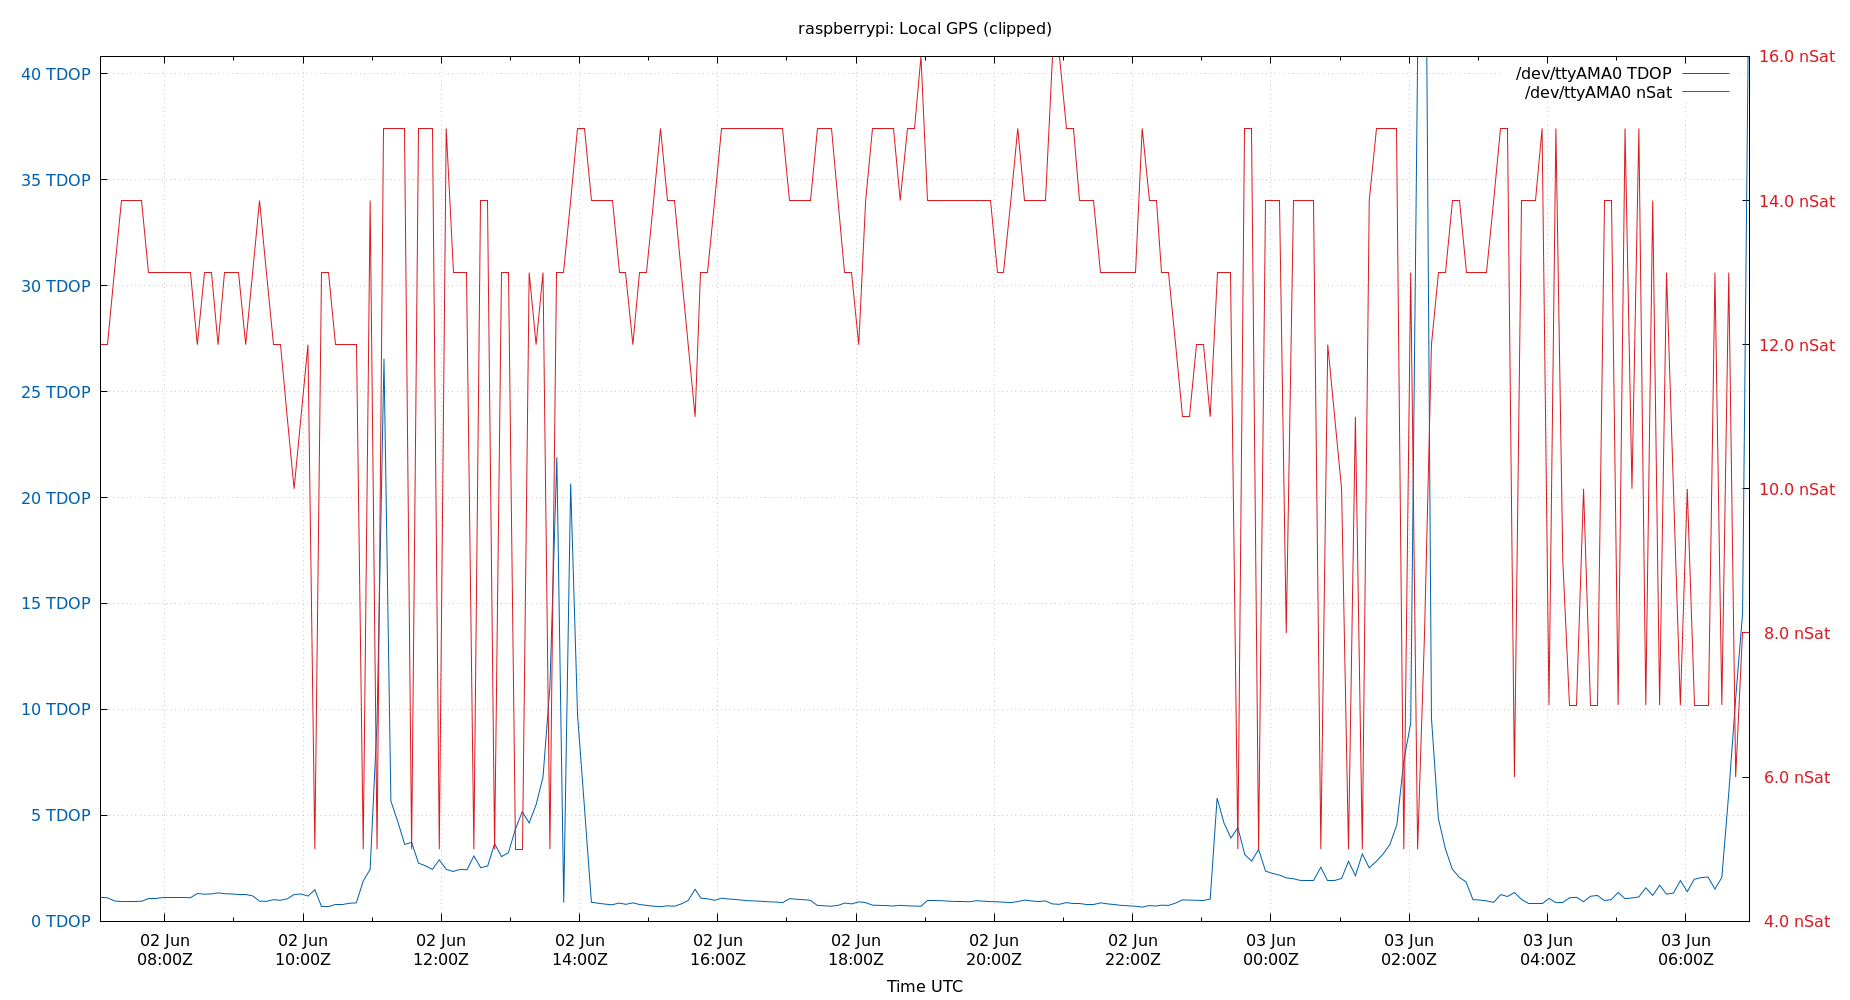 raspberrypi: Local GPS (clipped)
40 TDOP
35 TDOP
30 TDOP
25 TDOP
20 TDOP
15 TDOP
10 TDOP
5 TDOP
0 TDOP
16.0 nSat
14.0 nSat
12.0 nSat
10.0 nSat
8.0 nSat
6.0 nSat
4.0 nSat
/dev/ttyAMA0 TDOP
/dev/ttyAMA0 nSat
02 Jun
08:00Z
02 Jun
10:00Z
02 Jun
12:00Z
02 Jun
14:00Z
02 Jun
16:00Z
02 Jun
18:00Z
02 Jun
20:00Z
02 Jun
22:00Z
03 Jun
00:00Z
03 Jun
02:00Z
03 Jun
04:00Z
03 Jun
06:00Z
Time UTC